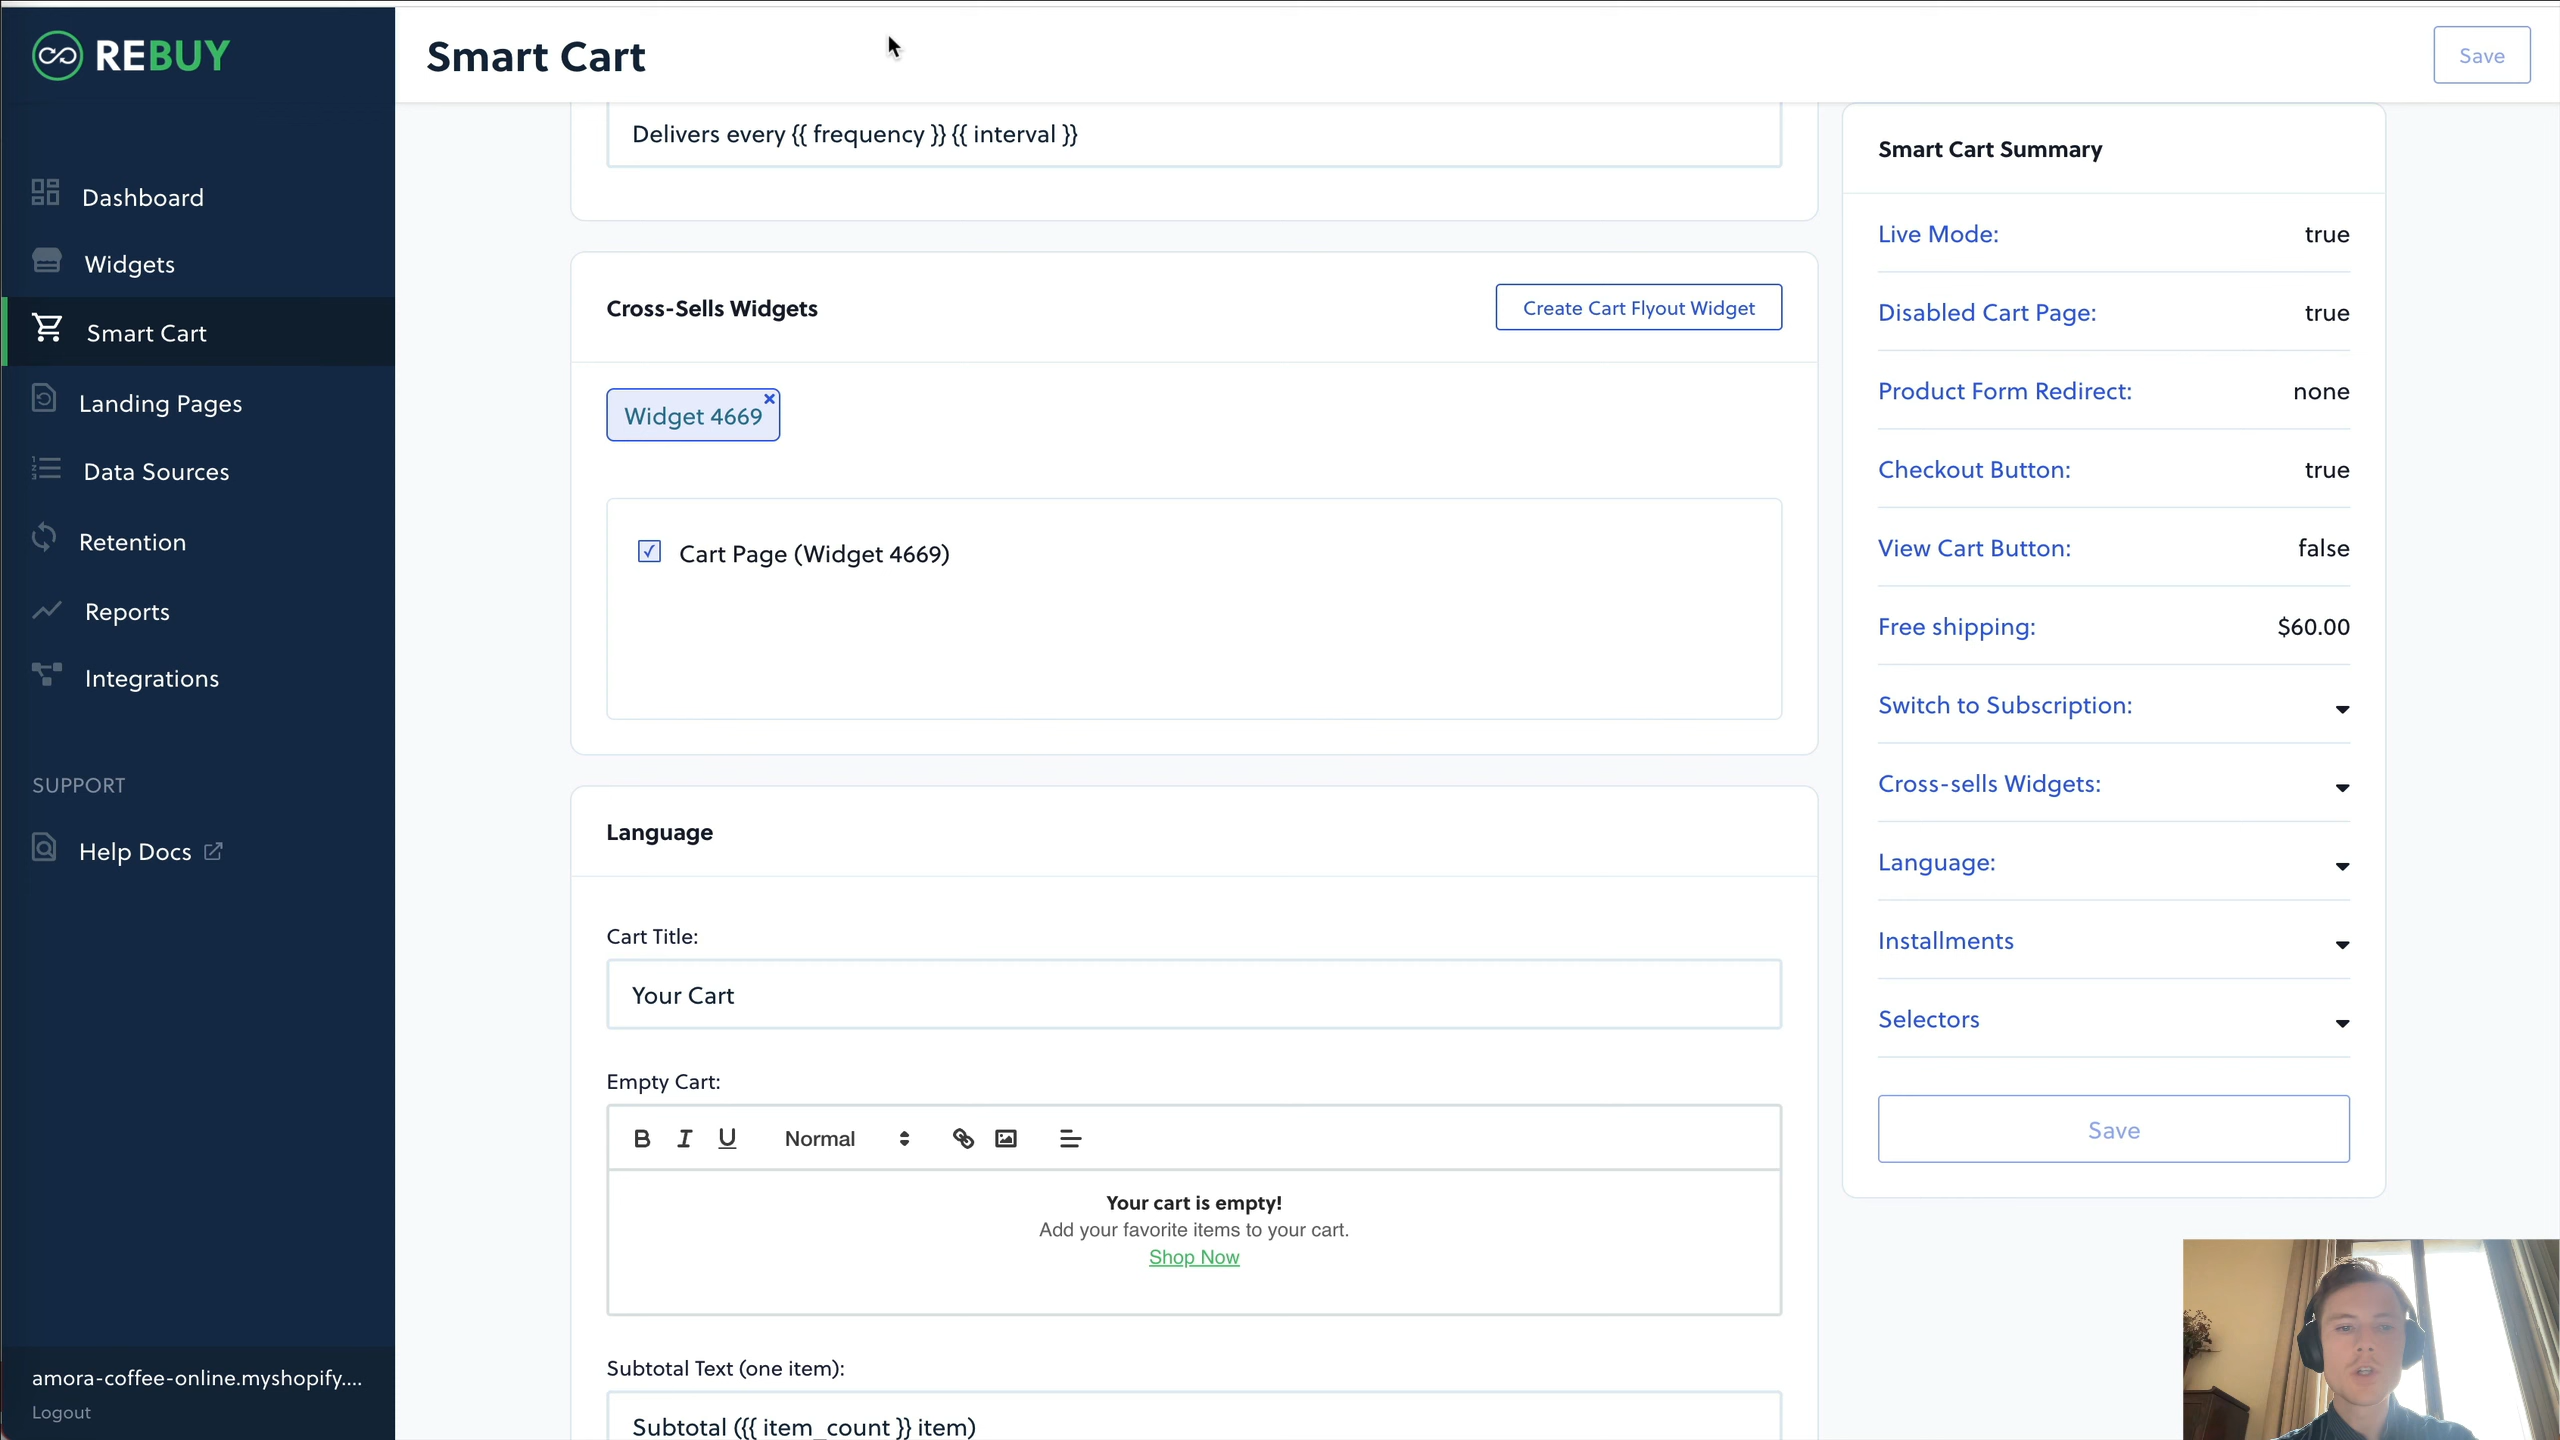 REBUY
Smart Cart
Save
Dashboard
Widgets
Smart Cart
Landing Pages
Data Sources
Retention
Reports
Integrations
SUPPORT
Help Docs
amora-coffee-online.myshopify....
Logout
Delivers every {{ frequency }} {{ interval }}
Cross-Sells Widgets
Create Cart Flyout Widget
Widget 4669
Cart Page (Widget 4669)
Language
Cart Title:
Your Cart
Empty Cart:
B I U Normal
Your cart is empty!
Add your favorite items to your cart.
Shop Now
Subtotal Text (one item):
Subtotal ({{ item_count }} item)
Smart Cart Summary
Live Mode: true
Disabled Cart Page: true
Product Form Redirect: none
Checkout Button: true
View Cart Button: false
Free shipping: $60.00
Switch to Subscription:
Cross-sells Widgets:
Language:
Installments
Selectors
Save